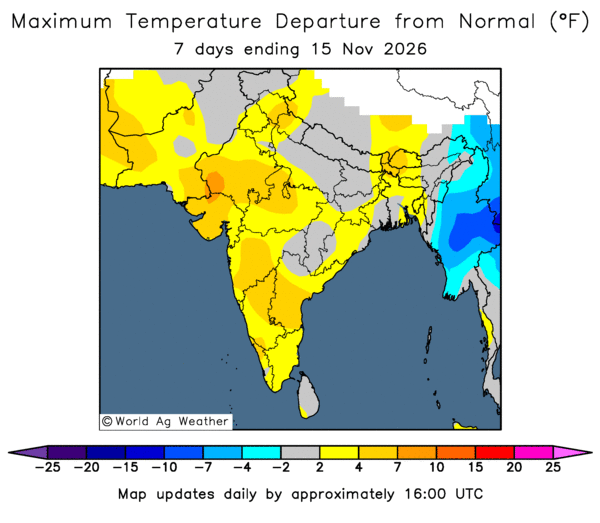 Maximum Temperature Departure from Normal (°F)
7 days ending 15 Nov 2026
©World Ag Weather
−25 −20 −15 −10 −7 −4 −2 2 4 7 10 15 20 25
Map updates daily by approximately 16:00 UTC